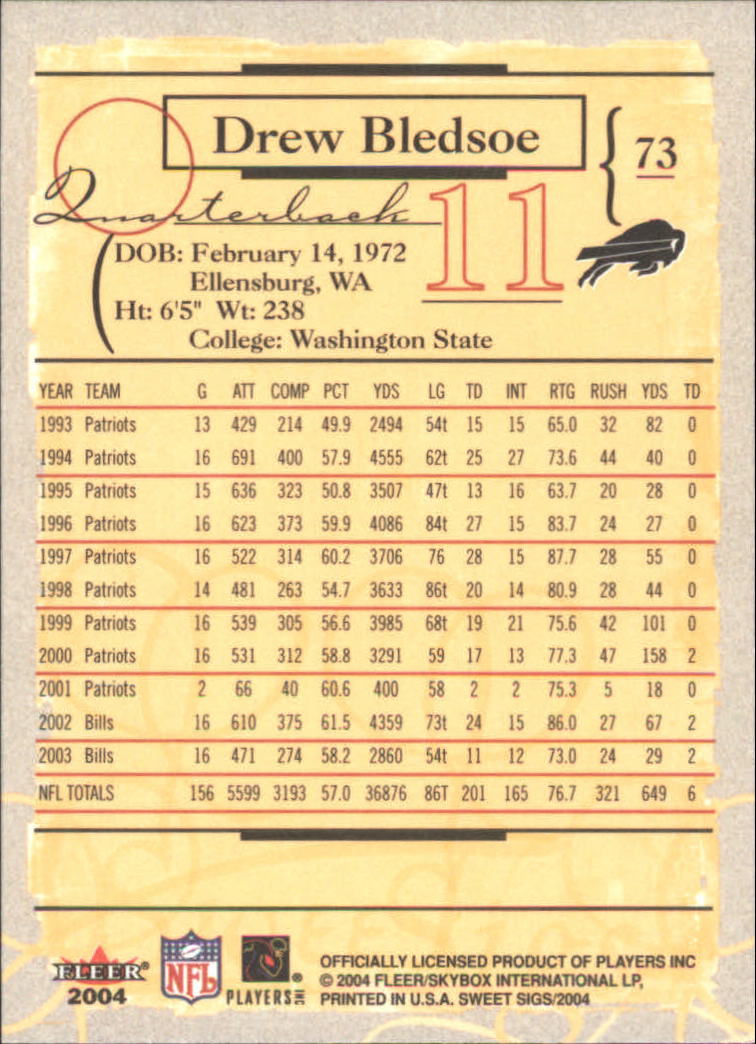 Drew Bledsoe
73
Quarterback
11
DOB: February 14, 1972
Ellensburg, WA
Ht: 6'5" Wt: 238
College: Washington State
YEAR TEAM G ATT COMP PCT YDS LG TD INT RTG RUSH YDS TD
1993 Patriots 13 429 214 49.9 2494 54t 15 15 65.0 32 82 0
1994 Patriots 16 691 400 57.9 4555 62t 25 27 73.6 44 40 0
1995 Patriots 15 636 323 50.8 3507 47t 13 16 63.7 20 28 0
1996 Patriots 16 623 373 59.9 4086 84t 27 15 83.7 24 27 0
1997 Patriots 16 522 314 60.2 3706 76 28 15 87.7 28 55 0
1998 Patriots 14 481 263 54.7 3633 86t 20 14 80.9 28 44 0
1999 Patriots 16 539 305 56.6 3985 68t 19 21 75.6 42 101 0
2000 Patriots 16 531 312 58.8 3291 59 17 13 77.3 47 158 2
2001 Patriots 2 66 40 60.6 400 58 2 2 75.3 5 18 0
2002 Bills 16 610 375 61.5 4359 73t 24 15 86.0 27 67 2
2003 Bills 16 471 274 58.2 2860 54t 11 12 73.0 24 29 2
NFL TOTALS 156 5599 3193 57.0 36876 86T 201 165 76.7 321 649 6
FLEER®
2004
NFL
PLAYERS INC ®
OFFICIALLY LICENSED PRODUCT OF PLAYERS INC
© 2004 FLEER/SKYBOX INTERNATIONAL LP,
PRINTED IN U.S.A. SWEET SIGS/2004